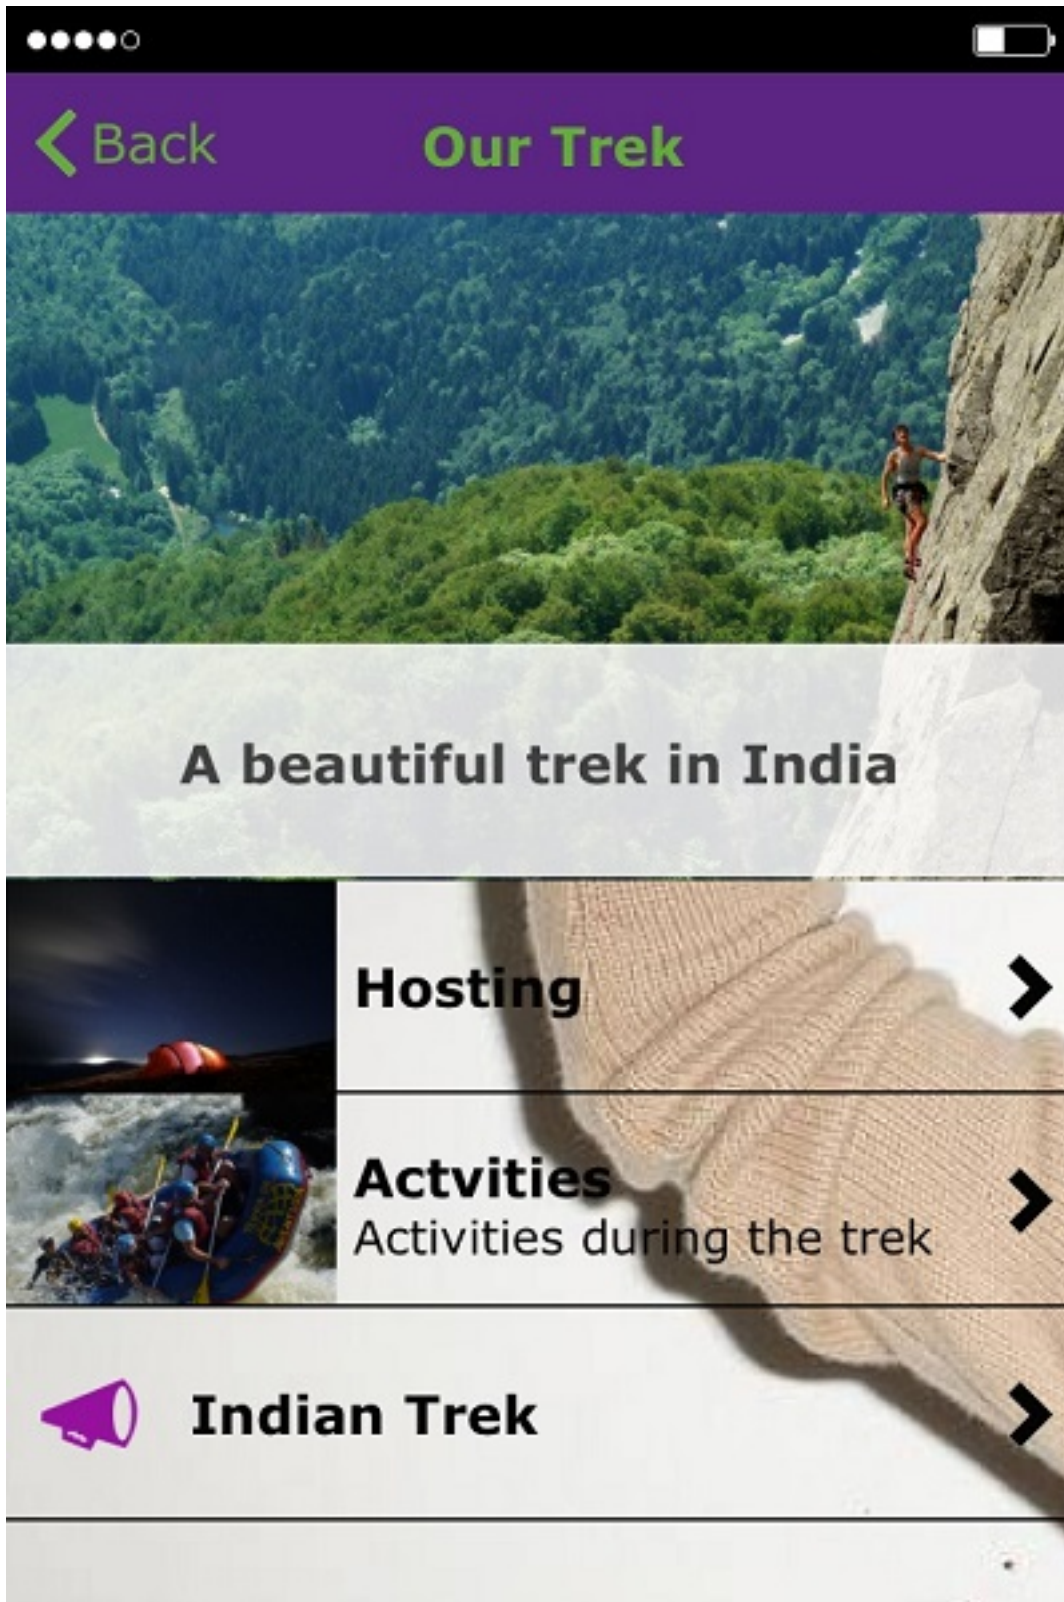 Back
Our Trek
A beautiful trek in India
Hosting
Actvities
Activities during the trek
Indian Trek